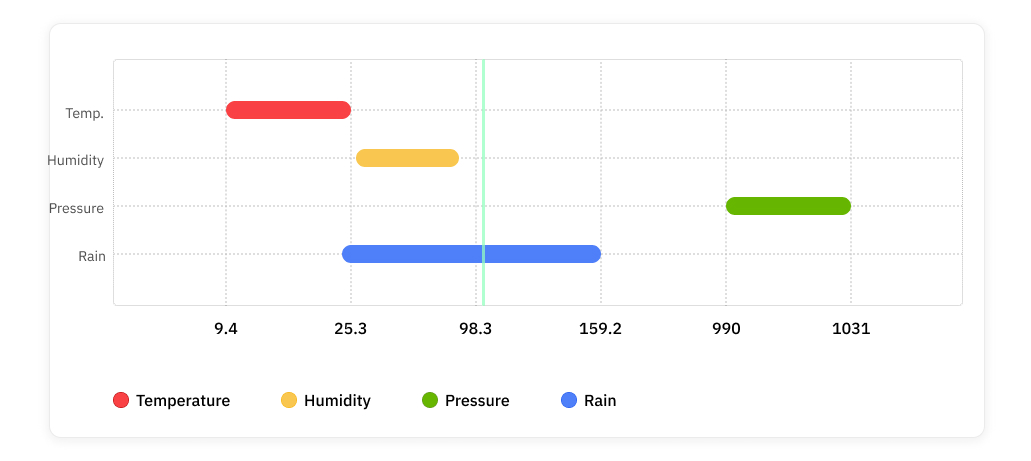 Temp.
Humidity
Pressure
Rain
9.4 25.3 98.3 159.2 990 1031
Temperature Humidity Pressure Rain